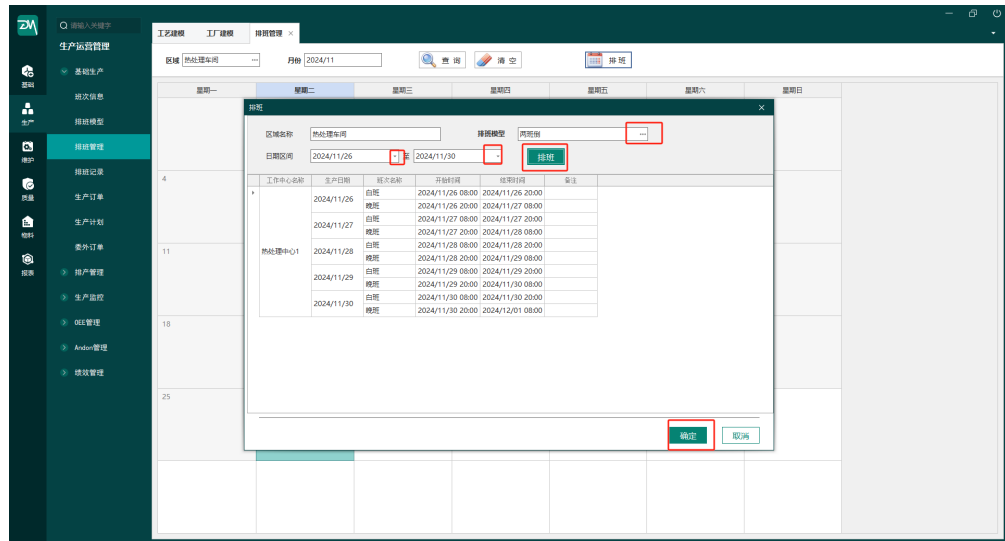 ZM
请输入关键字
生产运营管理
基础
生产
维护
质量
物料
报表
基础生产
班次信息
排班模型
排班管理
排班记录
生产订单
生产计划
委外订单
排产管理
生产监控
OEE管理
Andon管理
绩效管理
工艺建模 工厂建模 排班管理 ×
区域 热处理车间 ... 月份 2024/11 查 询 清 空 排 班
星期一 星期二 星期三 星期四 星期五 星期六 星期日
4
11
18
25
排班 ×
区域名称 热处理车间 排班模型 两班倒 ...
日期区间 2024/11/26 至 2024/11/30 排班
工作中心名称 生产日期 班次名称 开始时间 结束时间 备注
热处理中心1
2024/11/26 白班 2024/11/26 08:00 2024/11/26 20:00
晚班 2024/11/26 20:00 2024/11/27 08:00
2024/11/27 白班 2024/11/27 08:00 2024/11/27 20:00
晚班 2024/11/27 20:00 2024/11/28 08:00
2024/11/28 白班 2024/11/28 08:00 2024/11/28 20:00
晚班 2024/11/28 20:00 2024/11/29 08:00
2024/11/29 白班 2024/11/29 08:00 2024/11/29 20:00
晚班 2024/11/29 20:00 2024/11/30 08:00
2024/11/30 白班 2024/11/30 08:00 2024/11/30 20:00
晚班 2024/11/30 20:00 2024/12/01 08:00
确定 取消